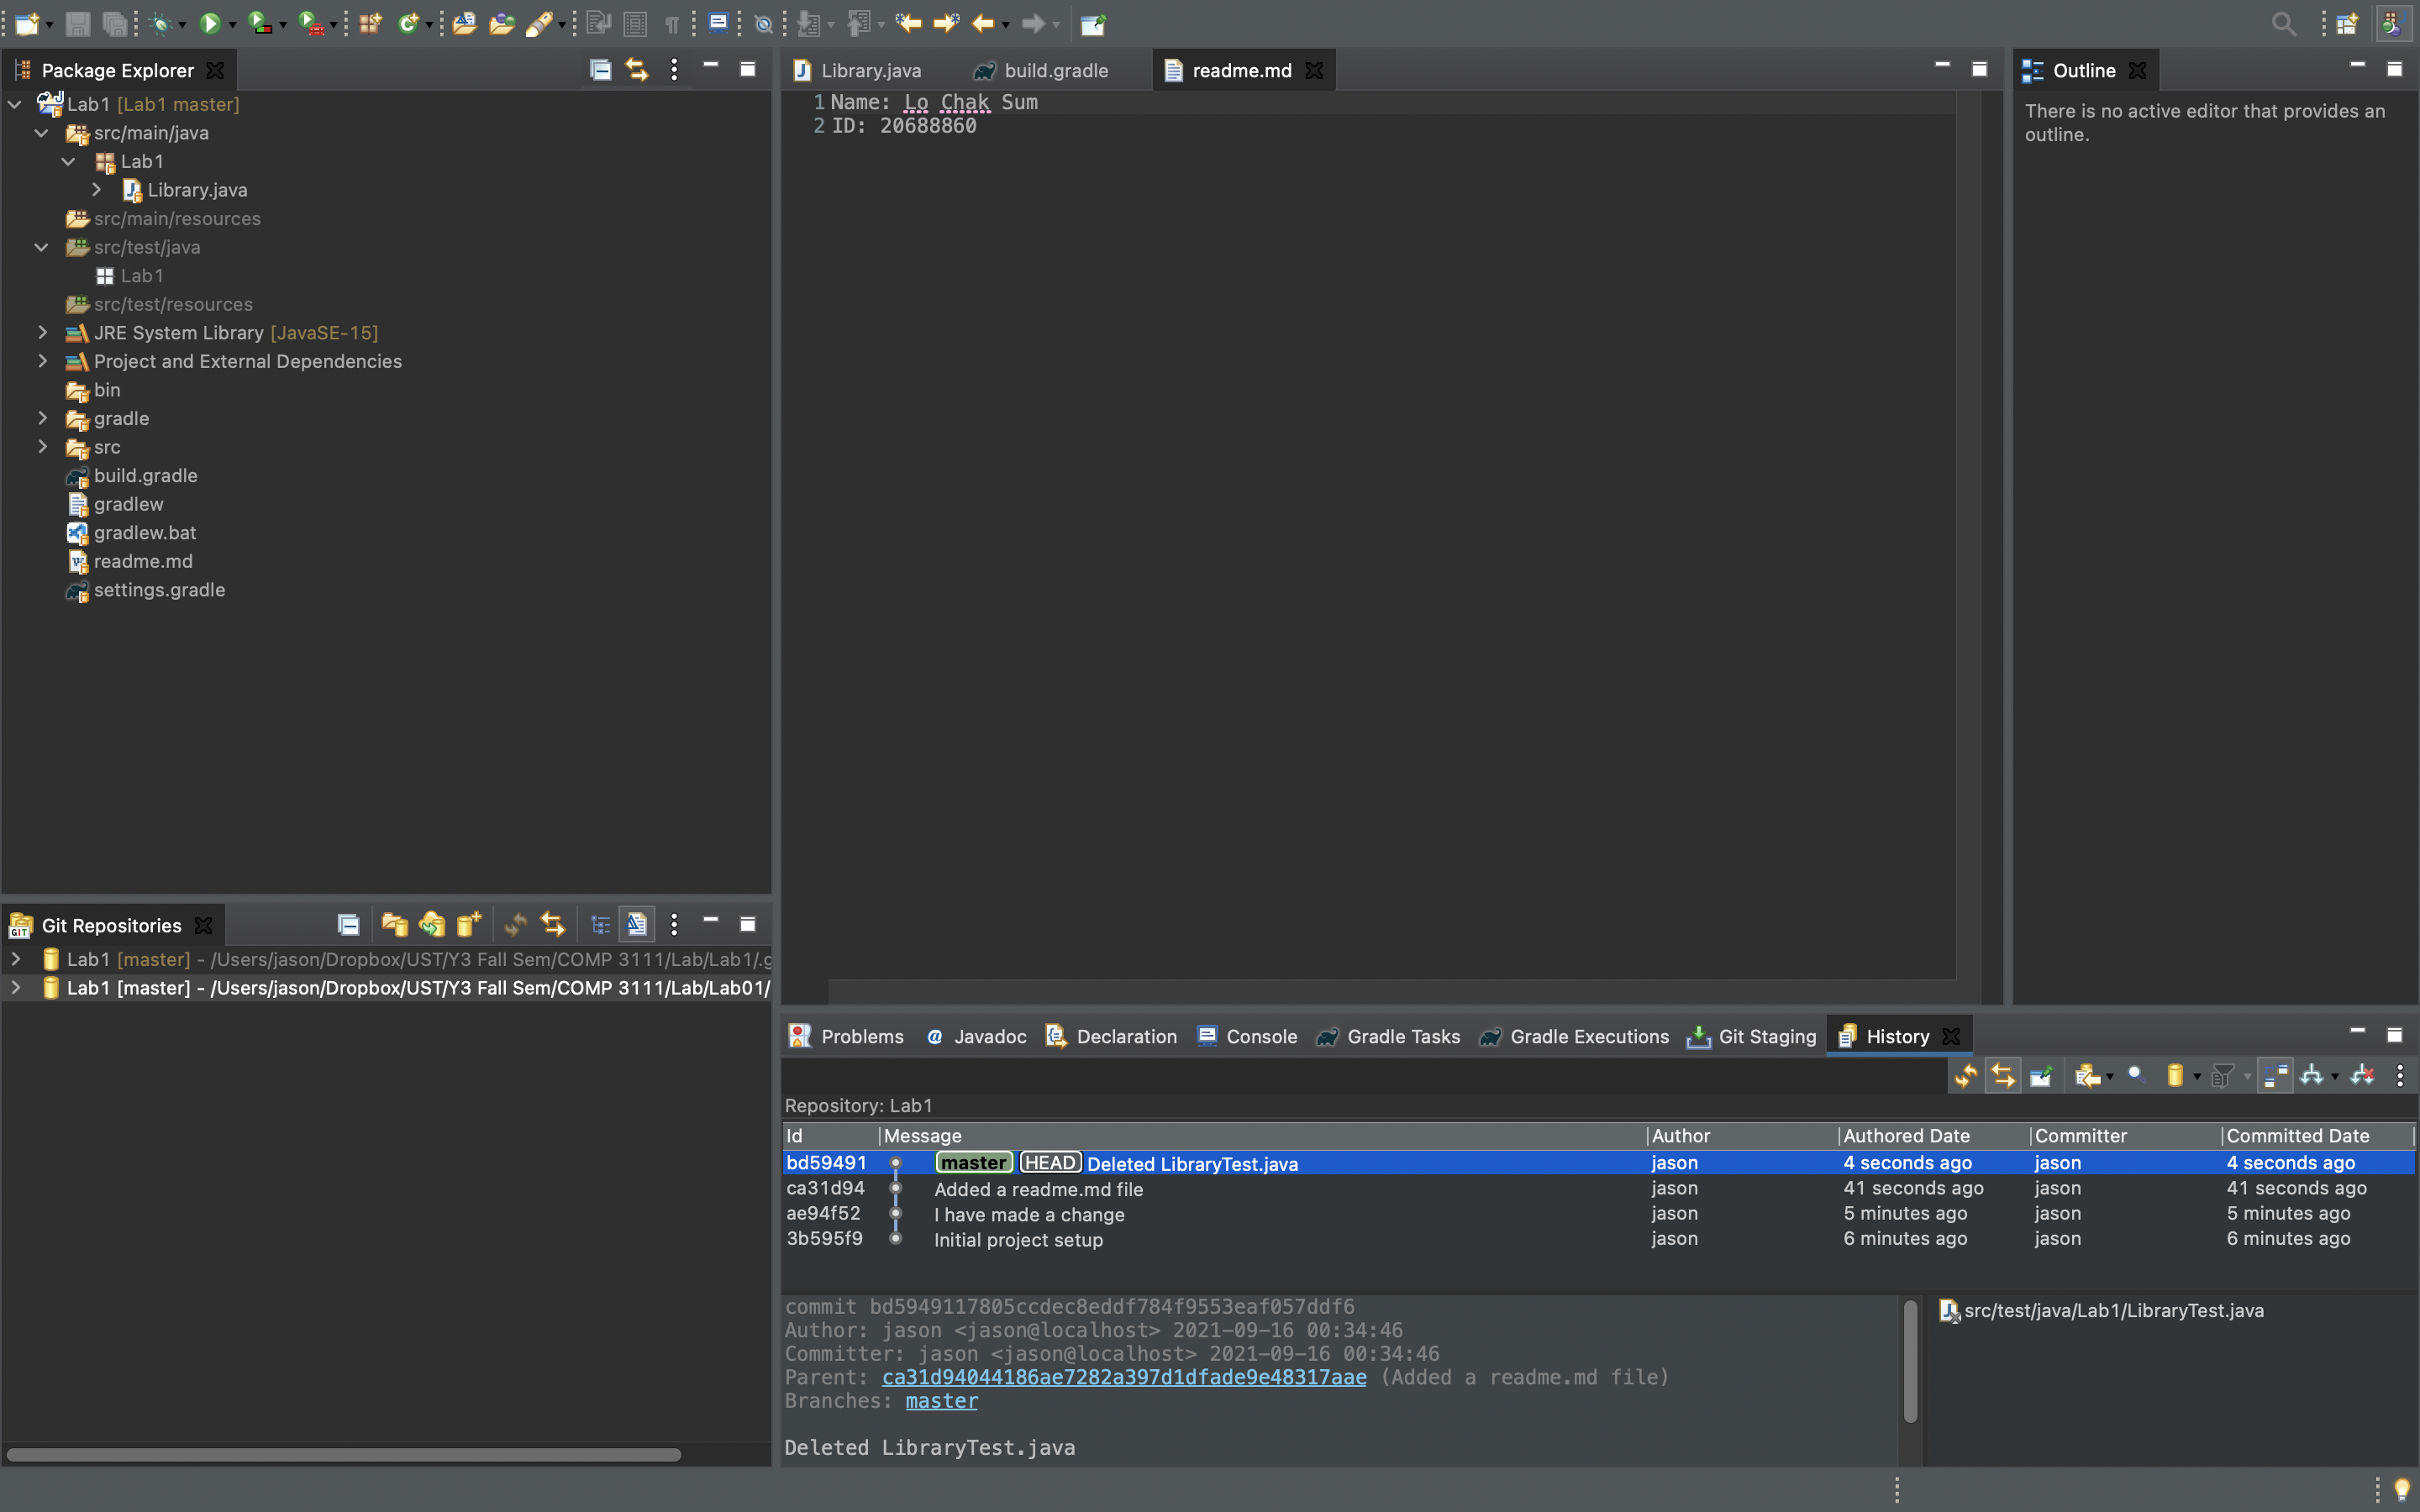 Package Explorer
Lab1 [Lab1 master]
src/main/java
Lab1
Library.java
src/main/resources
src/test/java
Lab1
src/test/resources
JRE System Library [JavaSE-15]
Project and External Dependencies
bin
gradle
src
build.gradle
gradlew
gradlew.bat
readme.md
settings.gradle
Git Repositories
Lab1 [master] - /Users/jason/Dropbox/UST/Y3 Fall Sem/COMP 3111/Lab/Lab1/.g
Lab1 [master] - /Users/jason/Dropbox/UST/Y3 Fall Sem/COMP 3111/Lab/Lab01/
Library.java build.gradle readme.md
1 Name: Lo Chak Sum
2 ID: 20688860
Outline
There is no active editor that provides an
outline.
Problems Javadoc Declaration Console Gradle Tasks Gradle Executions Git Staging History
Repository: Lab1
Id Message Author Authored Date Committer Committed Date
bd59491 master HEAD Deleted LibraryTest.java jason 4 seconds ago jason 4 seconds ago
ca31d94 Added a readme.md file jason 41 seconds ago jason 41 seconds ago
ae94f52 I have made a change jason 5 minutes ago jason 5 minutes ago
3b595f9 Initial project setup jason 6 minutes ago jason 6 minutes ago
commit bd5949117805ccdec8eddf784f9553eaf057ddf6
Author: jason <jason@localhost> 2021-09-16 00:34:46
Committer: jason <jason@localhost> 2021-09-16 00:34:46
Parent: ca31d94044186ae7282a397d1dfade9e48317aae (Added a readme.md file)
Branches: master
Deleted LibraryTest.java
src/test/java/Lab1/LibraryTest.java